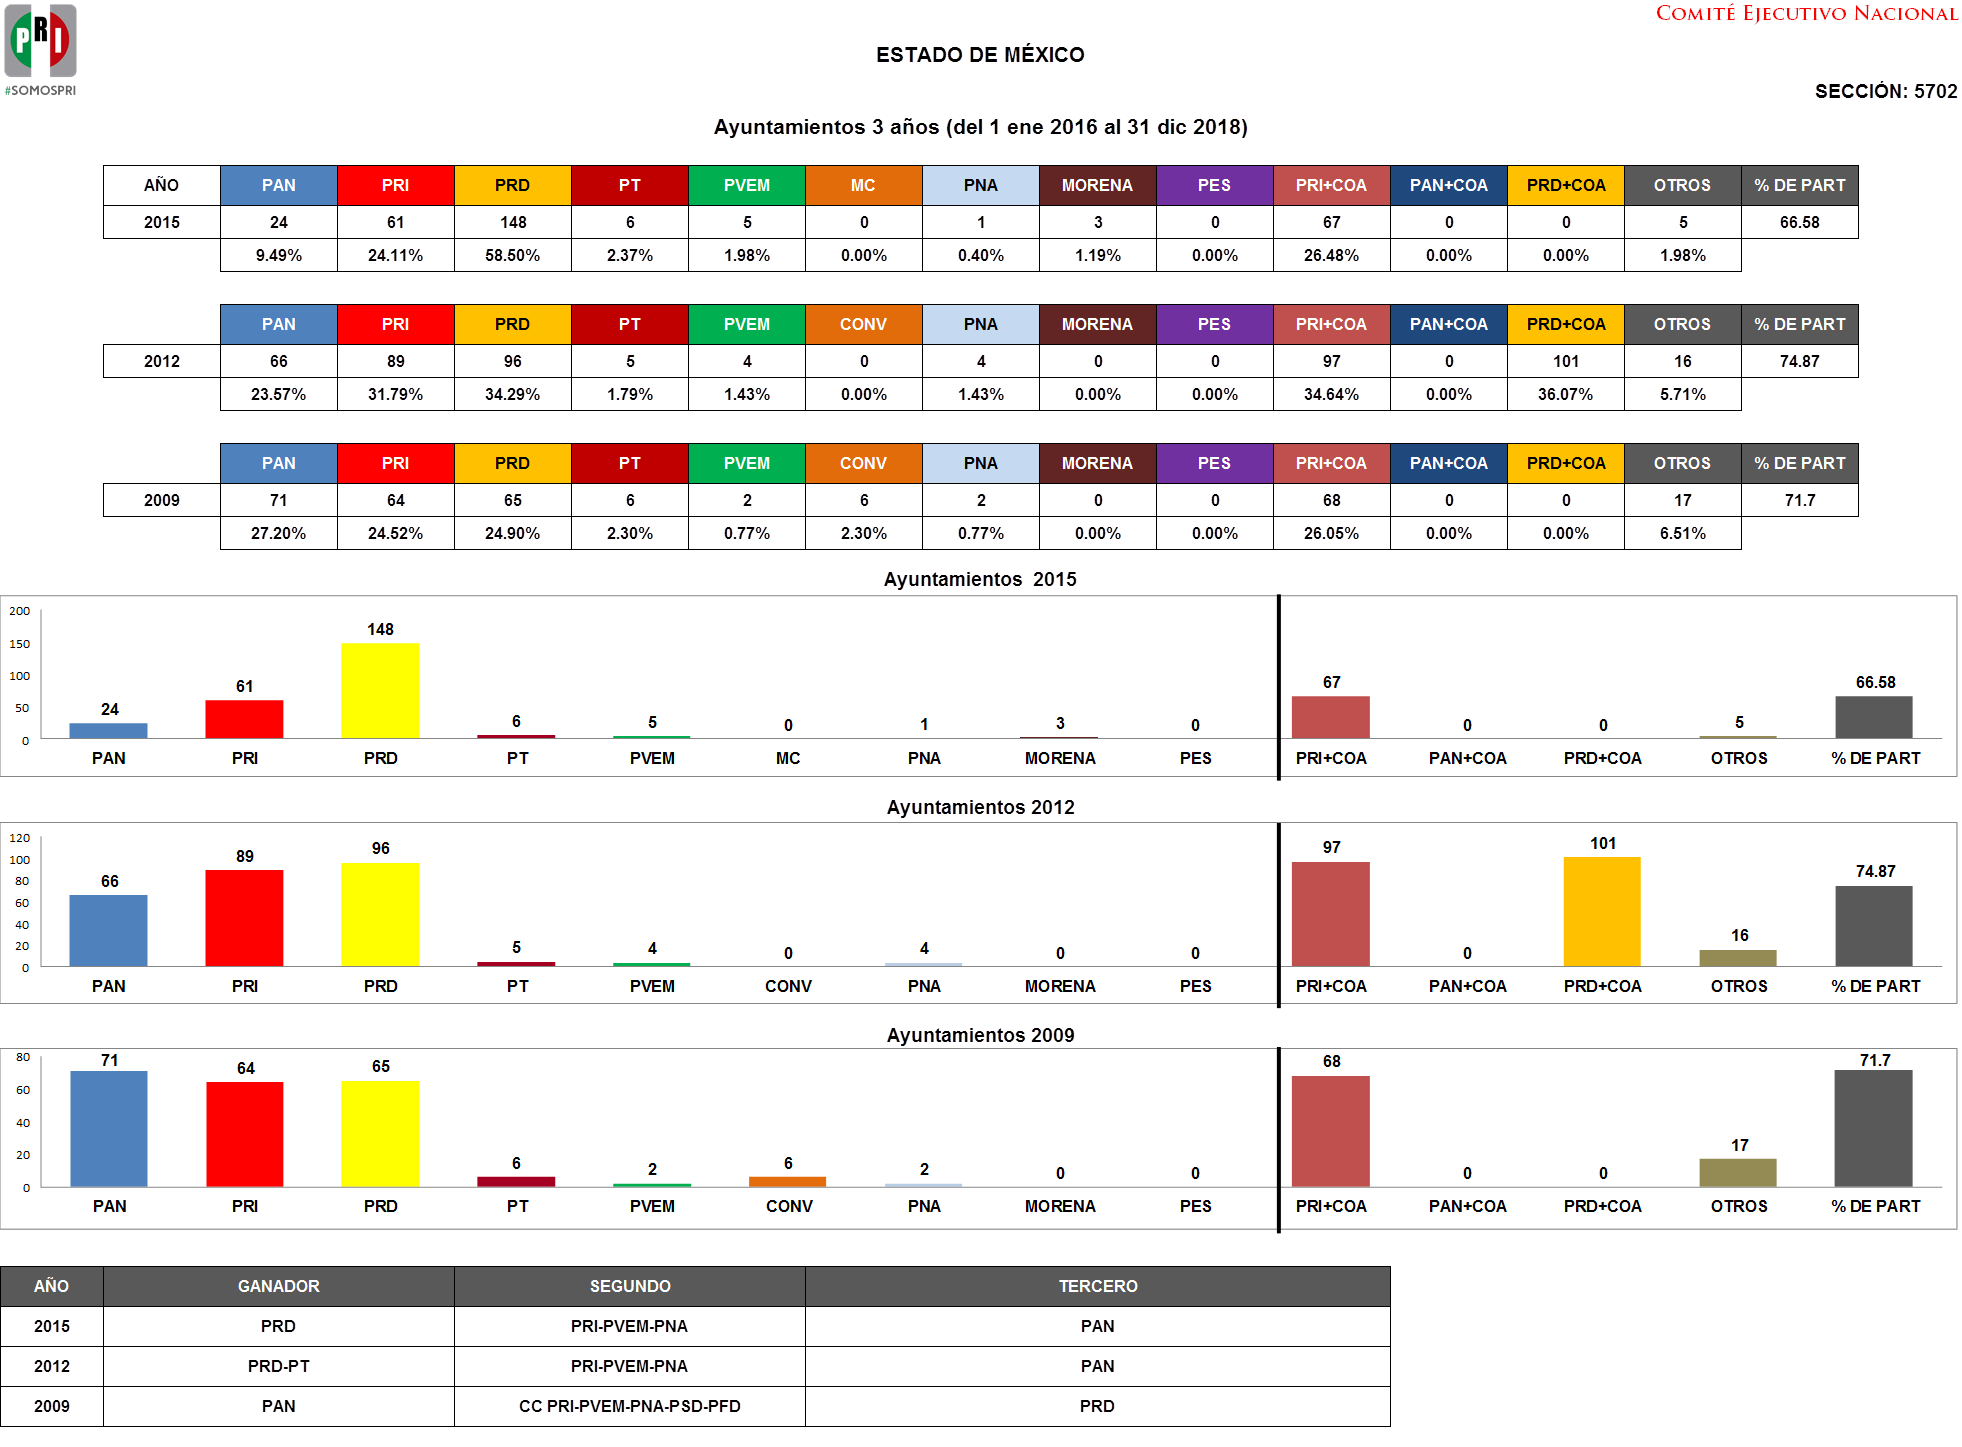 PRI
#SOMOSPRI
COMITÉ EJECUTIVO NACIONAL
ESTADO DE MÉXICO
SECCIÓN: 5702
Ayuntamientos 3 años (del 1 ene 2016 al 31 dic 2018)
AÑO PAN PRI PRD PT PVEM MC PNA MORENA PES PRI+COA PAN+COA PRD+COA OTROS % DE PART
2015 24 61 148 6 5 0 1 3 0 67 0 0 5 66.58
9.49% 24.11% 58.50% 2.37% 1.98% 0.00% 0.40% 1.19% 0.00% 26.48% 0.00% 0.00% 1.98%
PAN PRI PRD PT PVEM CONV PNA MORENA PES PRI+COA PAN+COA PRD+COA OTROS % DE PART
2012 66 89 96 5 4 0 4 0 0 97 0 101 16 74.87
23.57% 31.79% 34.29% 1.79% 1.43% 0.00% 1.43% 0.00% 0.00% 34.64% 0.00% 36.07% 5.71%
PAN PRI PRD PT PVEM CONV PNA MORENA PES PRI+COA PAN+COA PRD+COA OTROS % DE PART
2009 71 64 65 6 2 6 2 0 0 68 0 0 17 71.7
27.20% 24.52% 24.90% 2.30% 0.77% 2.30% 0.77% 0.00% 0.00% 26.05% 0.00% 0.00% 6.51%
Ayuntamientos 2015
200
150
100
50
0
24 61 148 6 5 0 1 3 0 67 0 0 5 66.58
PAN PRI PRD PT PVEM MC PNA MORENA PES PRI+COA PAN+COA PRD+COA OTROS % DE PART
Ayuntamientos 2012
120
100
80
60
40
20
0
66 89 96 5 4 0 4 0 0 97 0 101 16 74.87
PAN PRI PRD PT PVEM CONV PNA MORENA PES PRI+COA PAN+COA PRD+COA OTROS % DE PART
Ayuntamientos 2009
80
60
40
20
0
71 64 65 6 2 6 2 0 0 68 0 0 17 71.7
PAN PRI PRD PT PVEM CONV PNA MORENA PES PRI+COA PAN+COA PRD+COA OTROS % DE PART
AÑO GANADOR SEGUNDO TERCERO
2015 PRD PRI-PVEM-PNA PAN
2012 PRD-PT PRI-PVEM-PNA PAN
2009 PAN CC PRI-PVEM-PNA-PSD-PFD PRD